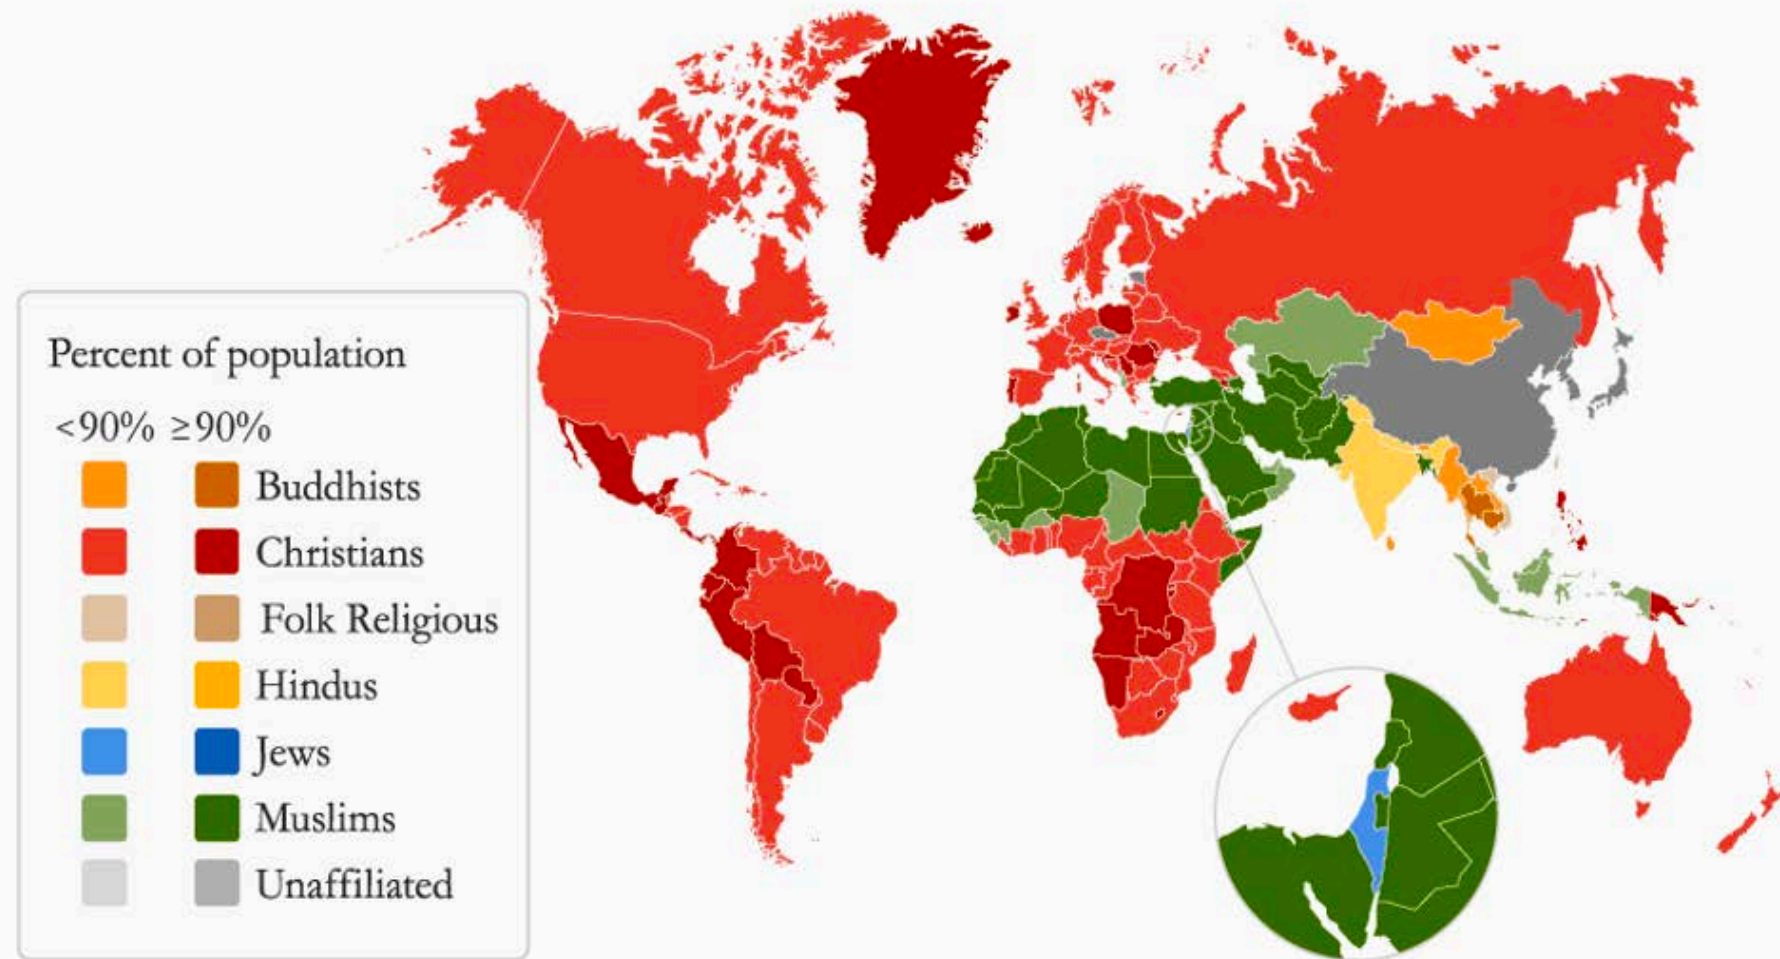 Percent of population
<90% ≥90%
Buddhists
Christians
Folk Religious
Hindus
Jews
Muslims
Unaffiliated